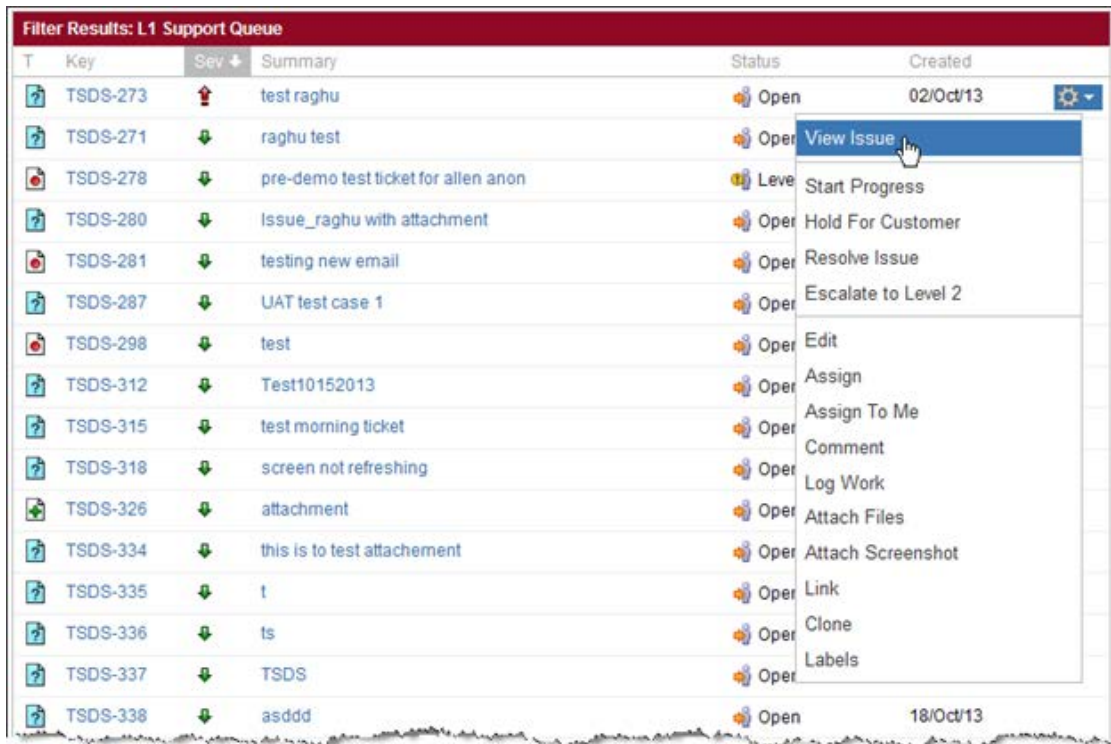 Filter Results: L1 Support Queue
T Key Sev Summary Status Created
TSDS-273 test raghu Open 02/Oct/13
TSDS-271 raghu test Oper View Issue
TSDS-278 pre-demo test ticket for allen anon Leve Start Progress
TSDS-280 Issue_raghu with attachment Oper Hold For Customer
TSDS-281 testing new email Oper Resolve Issue
TSDS-287 UAT test case 1 Oper Escalate to Level 2
TSDS-298 test Oper Edit
TSDS-312 Test10152013 Oper Assign
Assign To Me
TSDS-315 test morning ticket Oper
Comment
TSDS-318 screen not refreshing Oper
Log Work
TSDS-326 attachment Oper Attach Files
TSDS-334 this is to test attachement Oper Attach Screenshot
TSDS-335 t Oper Link
TSDS-336 ts Oper Clone
Labels
TSDS-337 TSDS Oper
TSDS-338 asddd Open 18/Oct/13